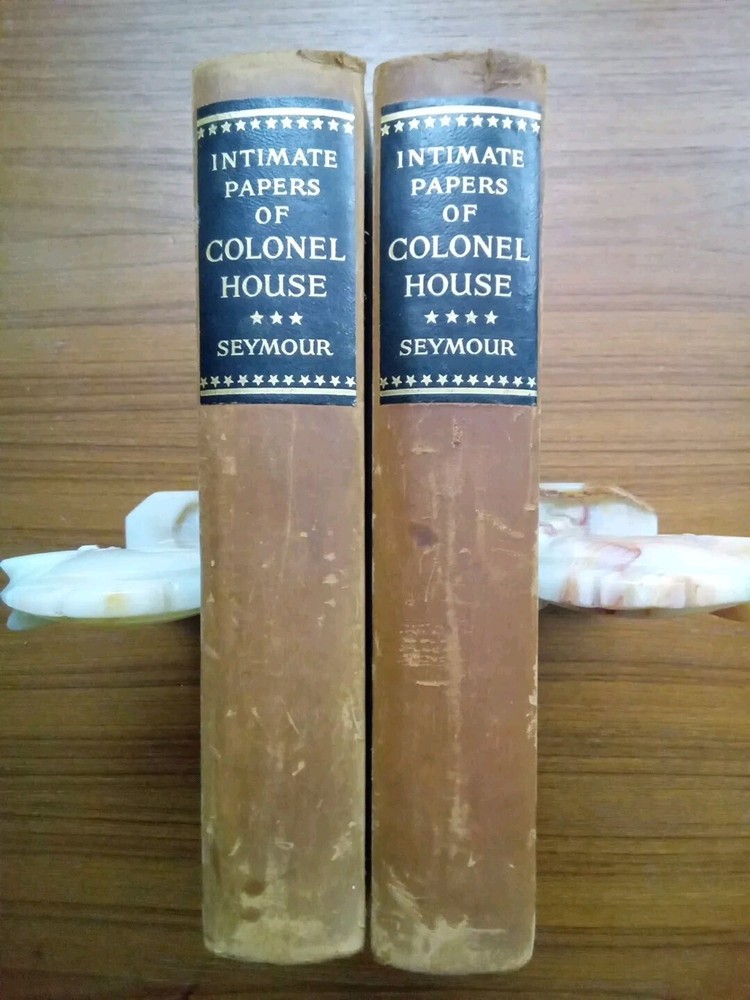 INTIMATE
PAPERS
OF
COLONEL
HOUSE
SEYMOUR
INTIMATE
PAPERS
OF
COLONEL
HOUSE
SEYMOUR